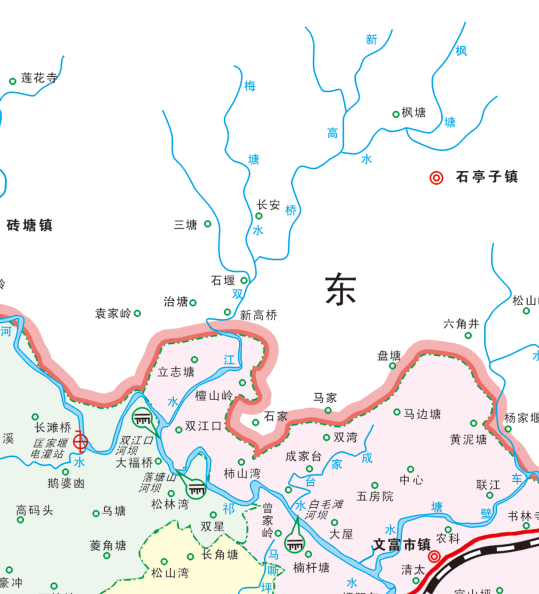 莲花寺
新
枫
梅
枫塘
塘
高
塘
水
石亭子镇
长安
桥
水
三塘
砖塘镇
石堰
双
东
治塘
袁家岭
新高桥
松山
六角井
河
江
盘塘
水
立志塘
檀山岭
水
马家
石家
马边塘
杨家堰
长滩桥
双江口
双江口
河坝
匡家堰
电灌站
溪
双湾
黄泥塘
成
家
台
水
成家台
大福桥
柿山湾
水
鹅婆凼
落塘山
河坝
中心
五房院
联江
车
松林湾
祁
曾家岭
白毛滩
河坝
塘
壁
水
高码头
乌塘
双星
大屋
农科
书林寺
菱角塘
长角塘
文富市镇
马
楠杆塘
松山湾
清太
豪冲
坪
水